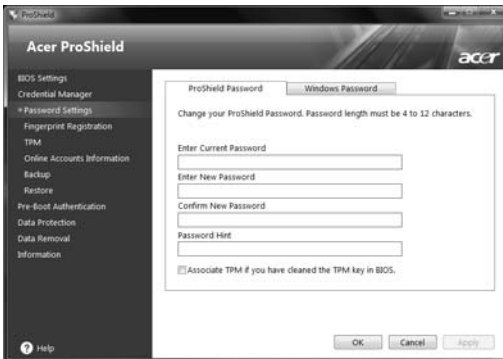 ProShield
Acer ProShield
acer
BIOS Settings
Credential Manager
Password Settings
Fingerprint Registration
TPM
Online Accounts Information
Backup
Restore
Pre-Boot Authentication
Data Protection
Data Removal
Information
Help
ProShield Password
Windows Password
Change your ProShield Password. Password length must be 4 to 12 characters.
Enter Current Password
Enter New Password
Confirm New Password
Password Hint
Associate TPM if you have cleaned the TPM key in BIOS.
OK
Cancel
Apply